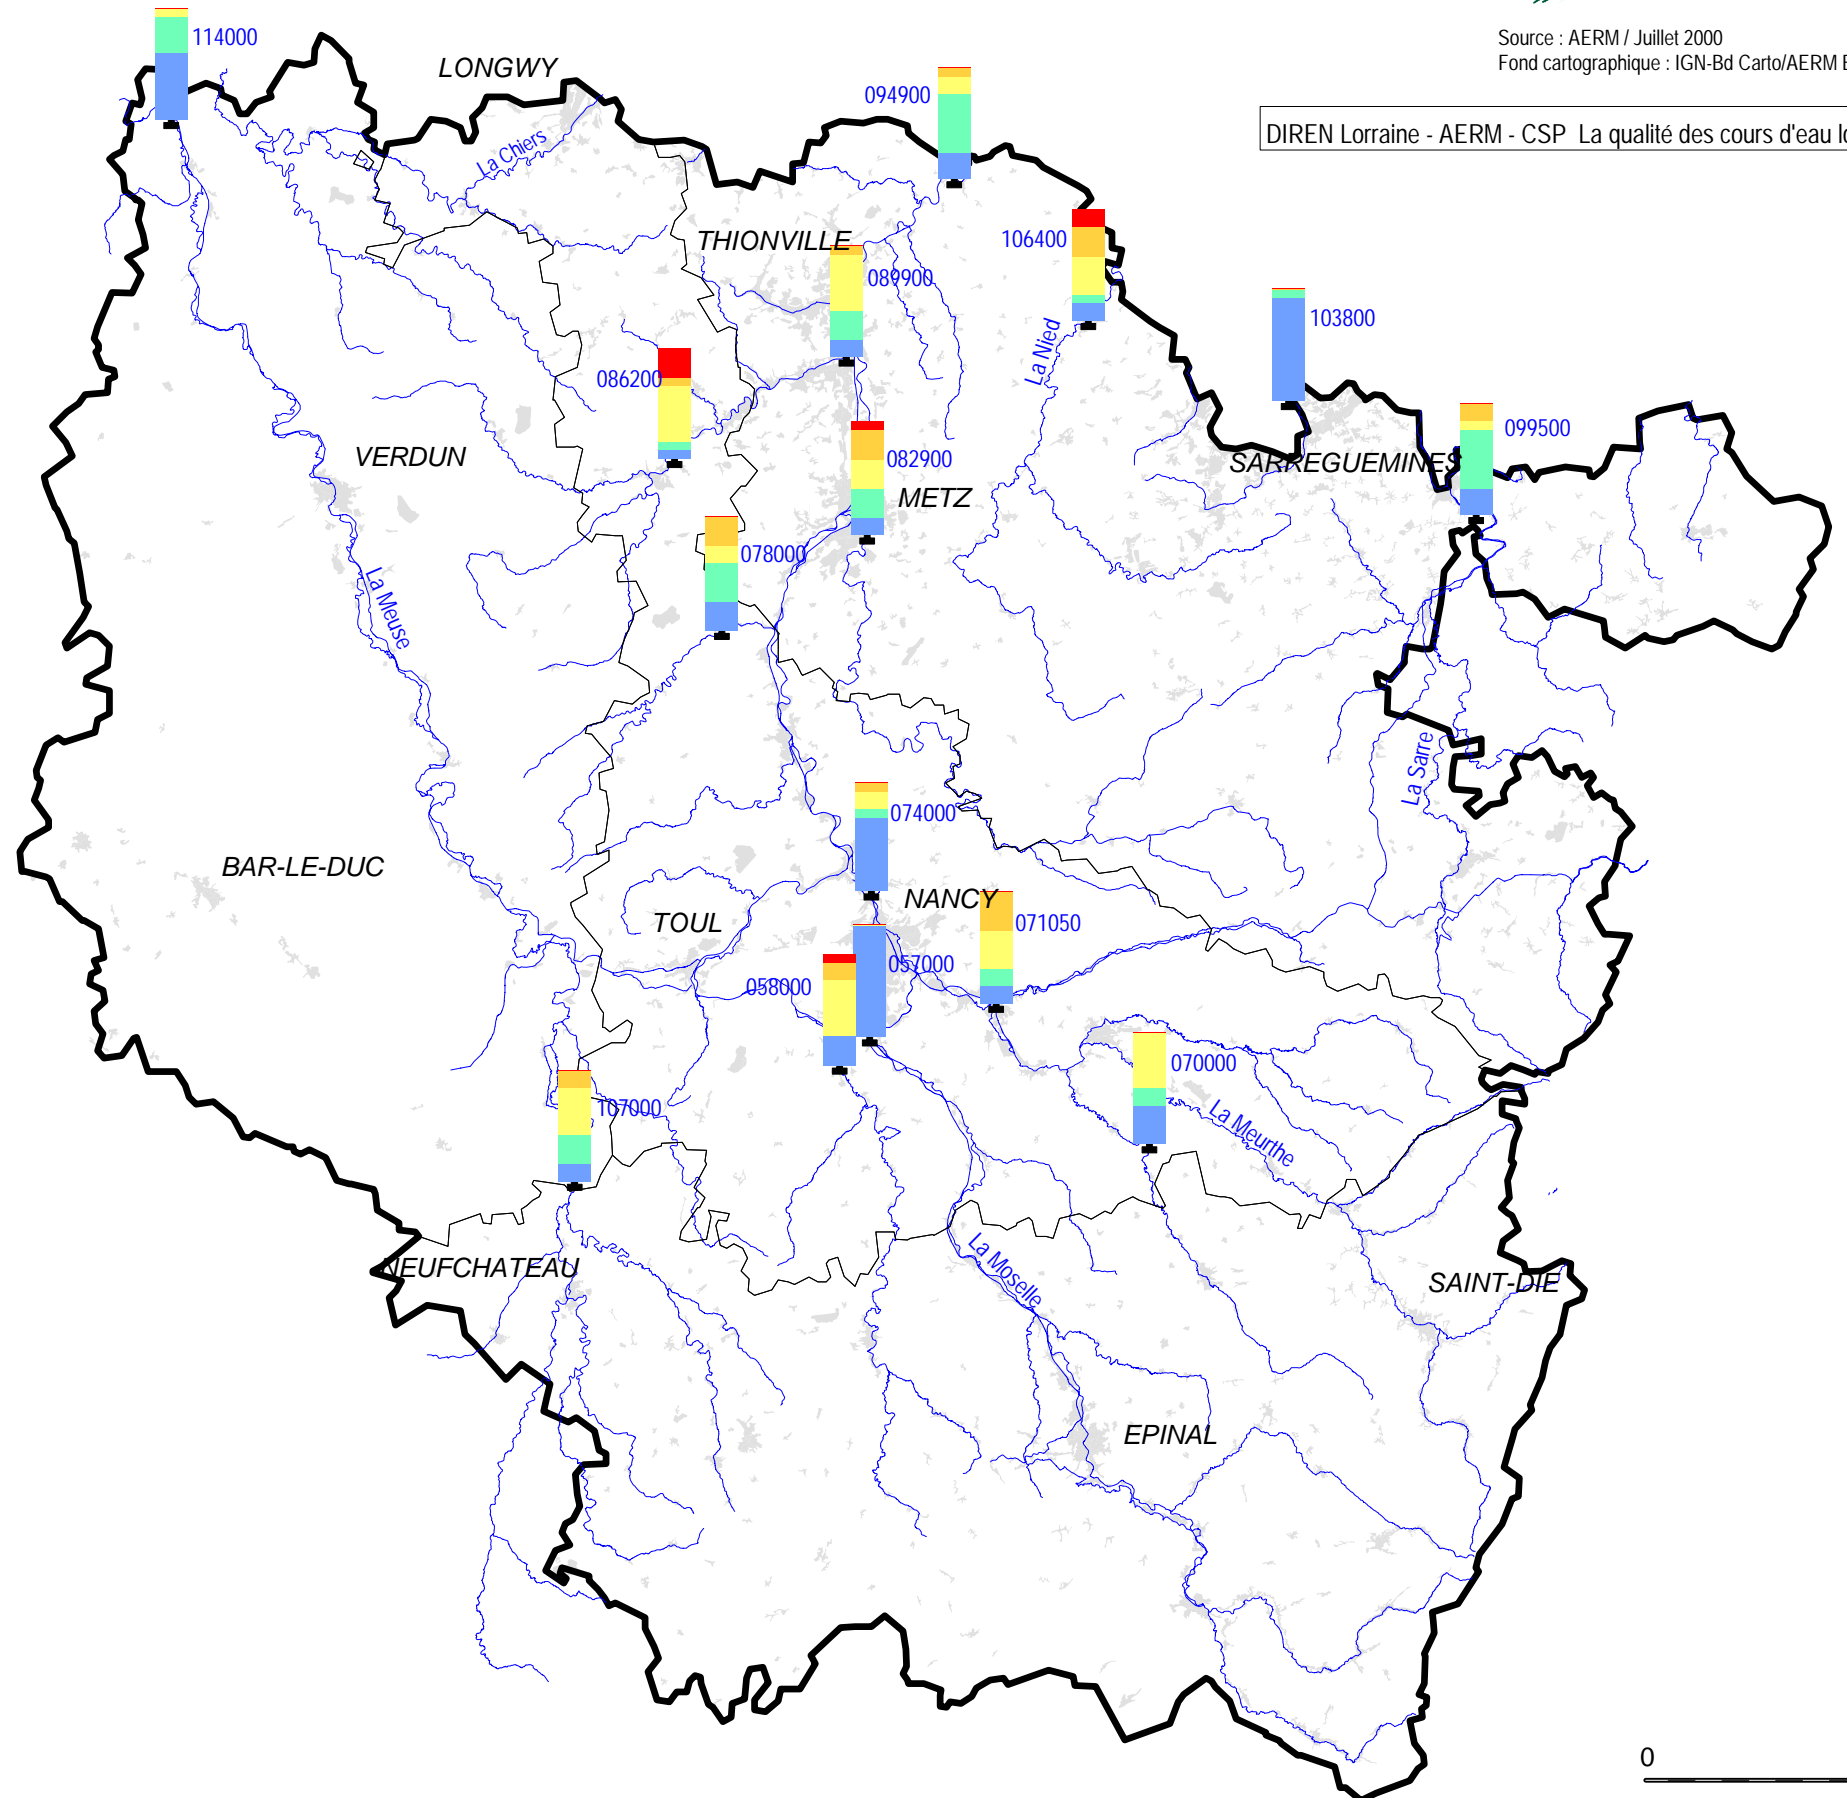 Source : AERM / Juillet 2000
Fond cartographique : IGN-Bd Carto/AERM
DIREN Lorraine - AERM - CSP La qualité des cours d'eau
114000
LONGWY
094900
La Chiers
THIONVILLE
106400
089900
103800
La Nied
086200
099500
VERDUN
082900
SARREGUEMINES
METZ
078000
La Meuse
La Sarre
074000
BAR-LE-DUC
NANCY
TOUL
071050
057000
058000
070000
107000
La Meurthe
La Moselle
NEUFCHATEAU
SAINT-DIE
EPINAL
0